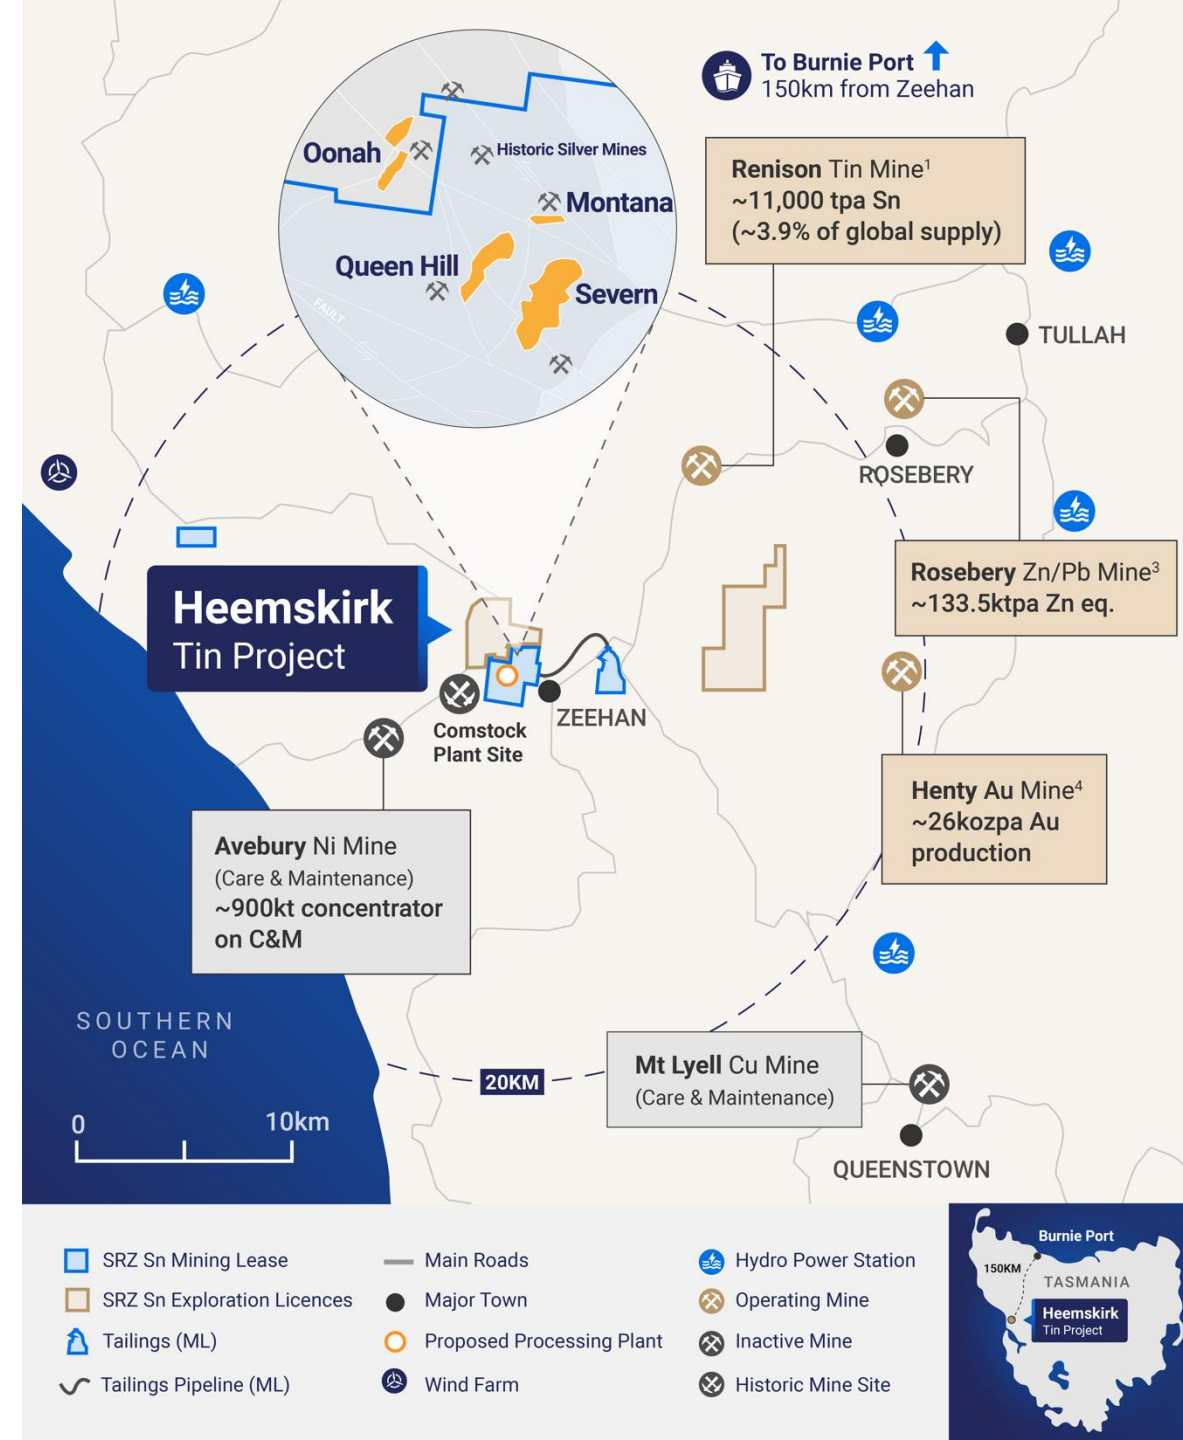 To Burnie Port
150km from Zeehan
Oonah
Historic Silver Mines
Montana
Queen Hill
Severn
FAULT
Renison Tin Mine¹
~11,000 tpa Sn
(~3.9% of global supply)
TULLAH
ROSEBERY
Rosebery Zn/Pb Mine³
~133.5ktpa Zn eq.
Heemskirk
Tin Project
ZEEHAN
Comstock
Plant Site
Henty Au Mine⁴
~26kozpa Au
production
Avebury Ni Mine
(Care & Maintenance)
~900kt concentrator
on C&M
SOUTHERN
OCEAN
20KM
Mt Lyell Cu Mine
(Care & Maintenance)
0 10km
QUEENSTOWN
SRZ Sn Mining Lease
SRZ Sn Exploration Licences
Tailings (ML)
Tailings Pipeline (ML)
Main Roads
Major Town
Proposed Processing Plant
Wind Farm
Hydro Power Station
Operating Mine
Inactive Mine
Historic Mine Site
Burnie Port
150KM
TASMANIA
Heemskirk
Tin Project